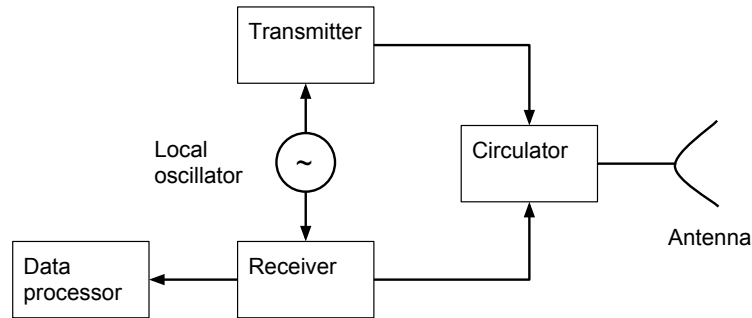 Transmitter
Local
oscillator
~
Circulator
Antenna
Data
processor
Receiver